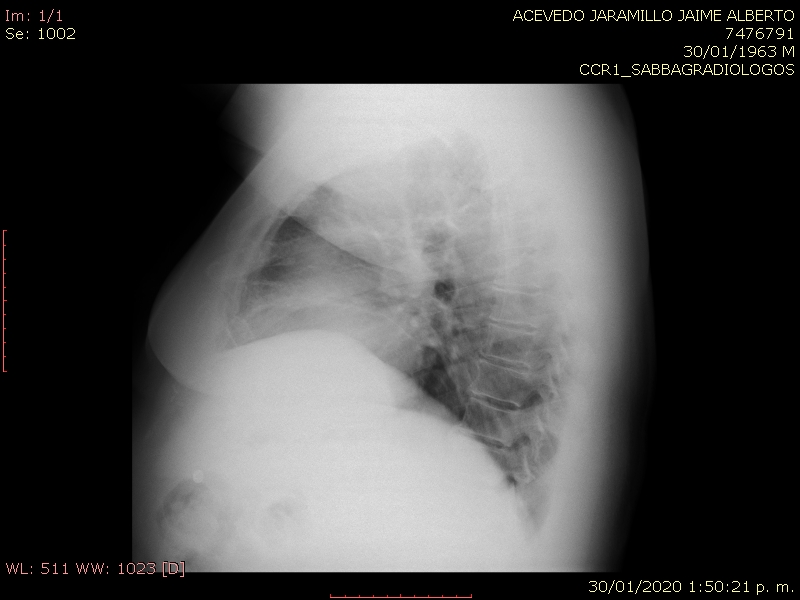 Im: 1/1
Se: 1002
ACEVEDO JARAMILLO JAIME ALBERTO
7476791
30/01/1963 M
CCR1_SABBAGRADIOLOGOS
WL: 511 WW: 1023 [D]
30/01/2020 1:50:21 p. m.